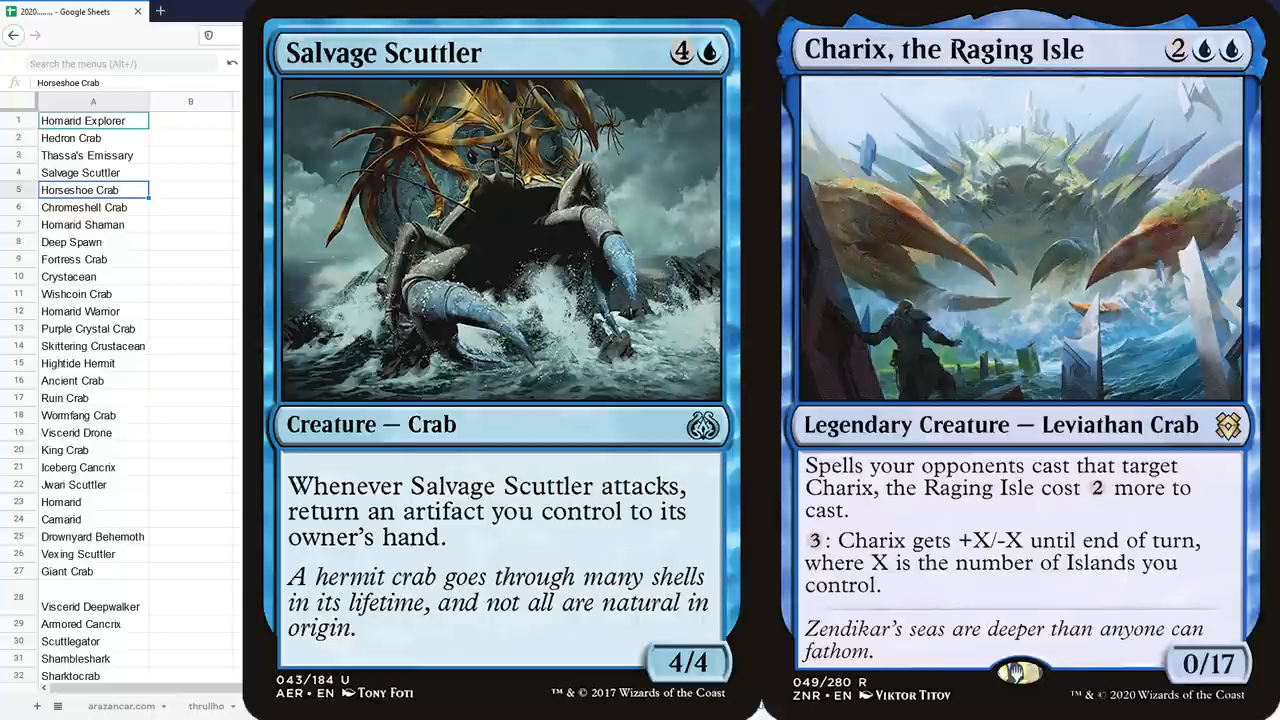 2020........ - Google Sheets
Search the menus (Alt+/)
fx Horseshoe Crab
A B
1 Homarid Explorer
2 Hedron Crab
3 Thassa's Emissary
4 Salvage Scuttler
5 Horseshoe Crab
6 Chromeshell Crab
7 Homarid Shaman
8 Deep Spawn
9 Fortress Crab
10 Crystacean
11 Wishcoin Crab
12 Homarid Warrior
13 Purple Crystal Crab
14 Skittering Crustacean
15 Hightide Hermit
16 Ancient Crab
17 Ruin Crab
18 Wormfang Crab
19 Viscerid Drone
20 King Crab
21 Iceberg Cancrix
22 Jwari Scuttler
23 Homarid
24 Camarid
25 Drownyard Behemoth
26 Vexing Scuttler
27 Giant Crab
28 Viscerid Deepwalker
29 Armored Cancrix
30 Scuttlegator
31 Shambleshark
32 Sharktocrab
arazancar.com thrullho
Salvage Scuttler 4
Creature — Crab
Whenever Salvage Scuttler attacks,
return an artifact you control to its
owner's hand.
A hermit crab goes through many shells
in its lifetime, and not all are natural in
origin.
4/4
043/184 U
AER • EN Tony Foti
™ & © 2017 Wizards of the Coast
Charix, the Raging Isle 2
Legendary Creature — Leviathan Crab
Spells your opponents cast that target
Charix, the Raging Isle cost 2 more to
cast.
3: Charix gets +X/-X until end of turn,
where X is the number of Islands you
control.
Zendikar's seas are deeper than anyone can
fathom.
0/17
049/280 R
ZNR • EN Viktor Titov
™ & © 2020 Wizards of the Coast